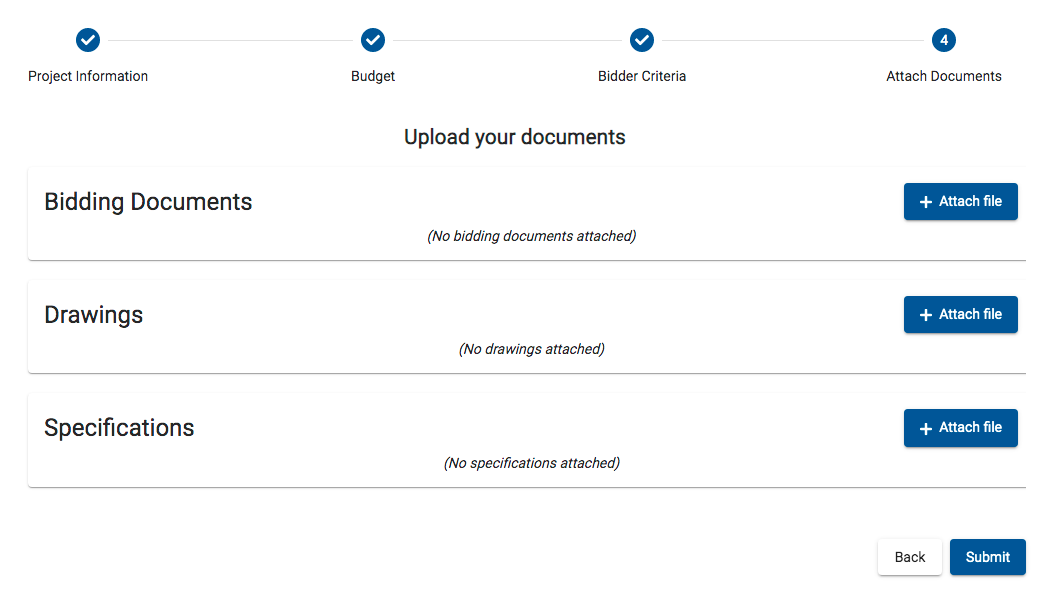 4
Project Information
Budget
Bidder Criteria
Attach Documents
Upload your documents
Bidding Documents
+ Attach file
(No bidding documents attached)
Drawings
+ Attach file
(No drawings attached)
Specifications
+ Attach file
(No specifications attached)
Back
Submit